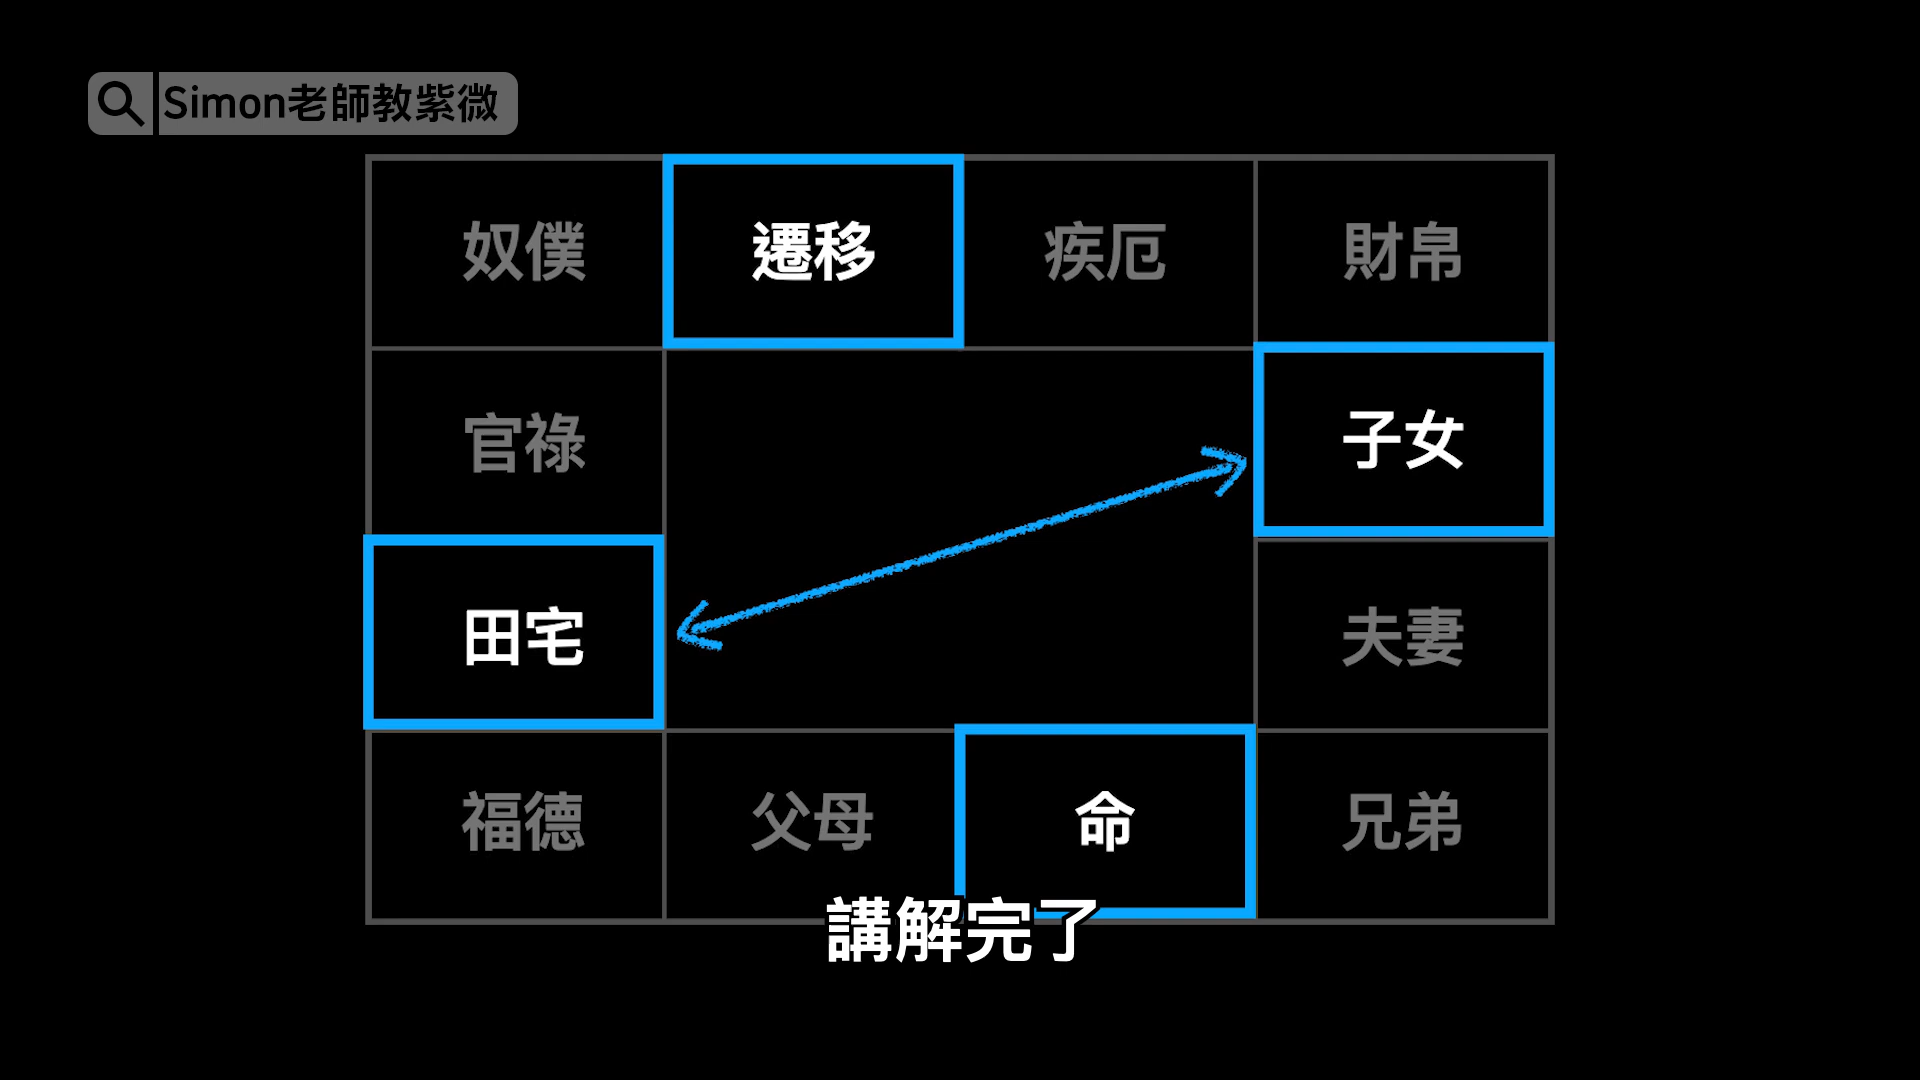 Simon老師教紫微
奴僕 遷移 疾厄 財帛
官祿 子女
田宅 夫妻
福德 父母 命 兄弟
講解完了